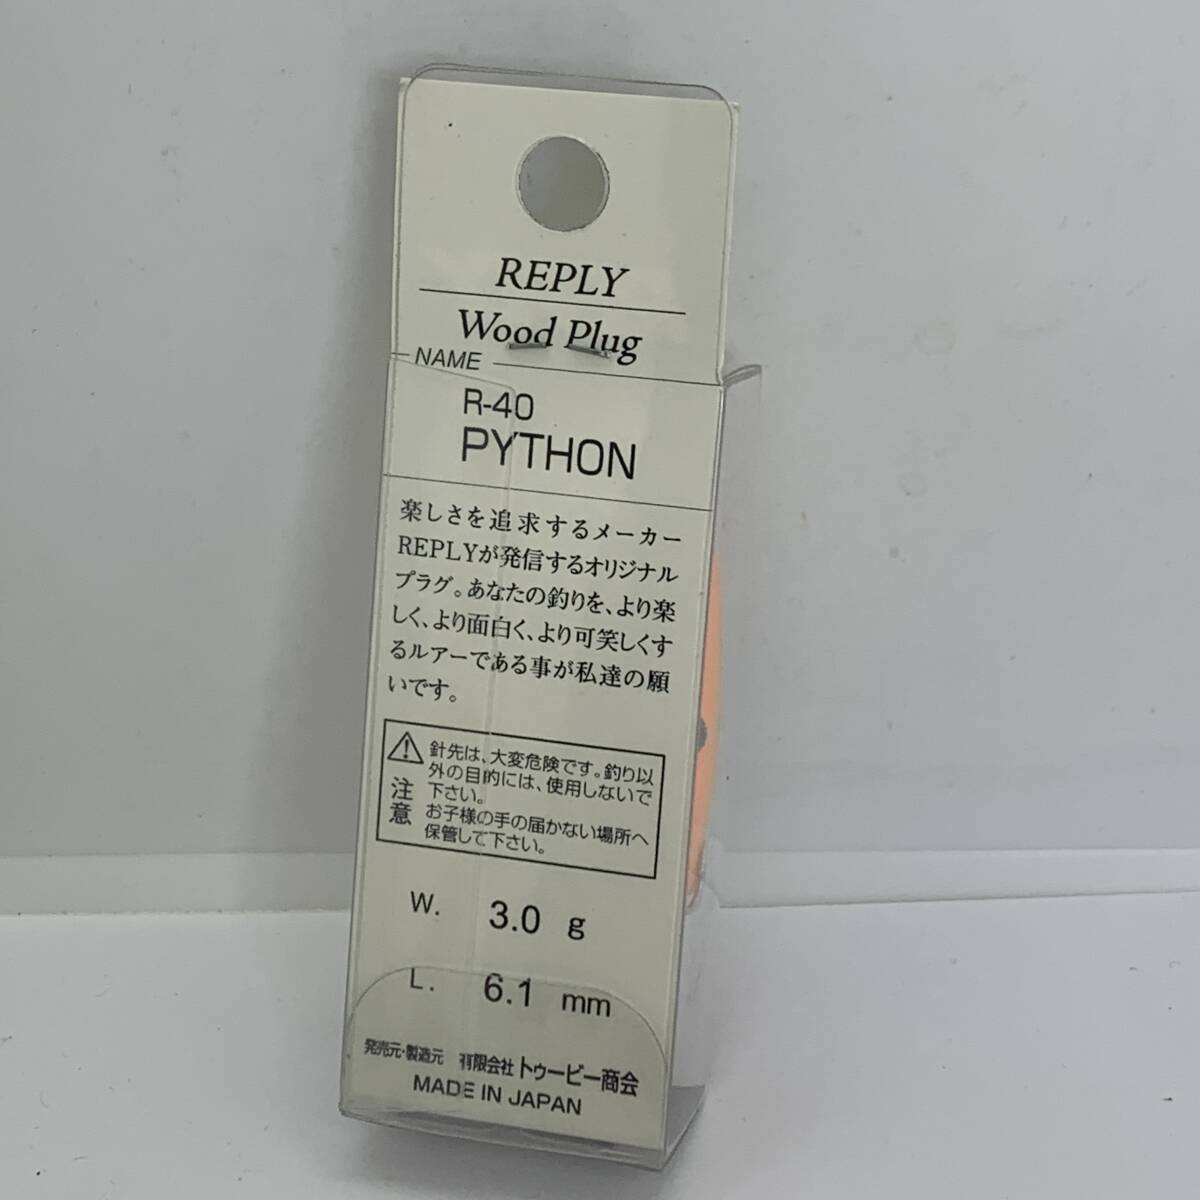 REPLY
Wood Plug
NAME
R-40
PYTHON
楽しさを追求するメーカー
REPLYが発信するオリジナル
プラグ。あなたの釣りを、より楽
しく、より面白く、より可笑しくす
るルアーである事が私達の願
いです。
注意
針先は、大変危険です。釣り以
外の目的には、使用しないで
下さい。
お子様の手の届かない場所へ
保管して下さい。
W. 3.0 g
L. 6.1 mm
発売元・製造元 有限会社 トゥービー商会
MADE IN JAPAN